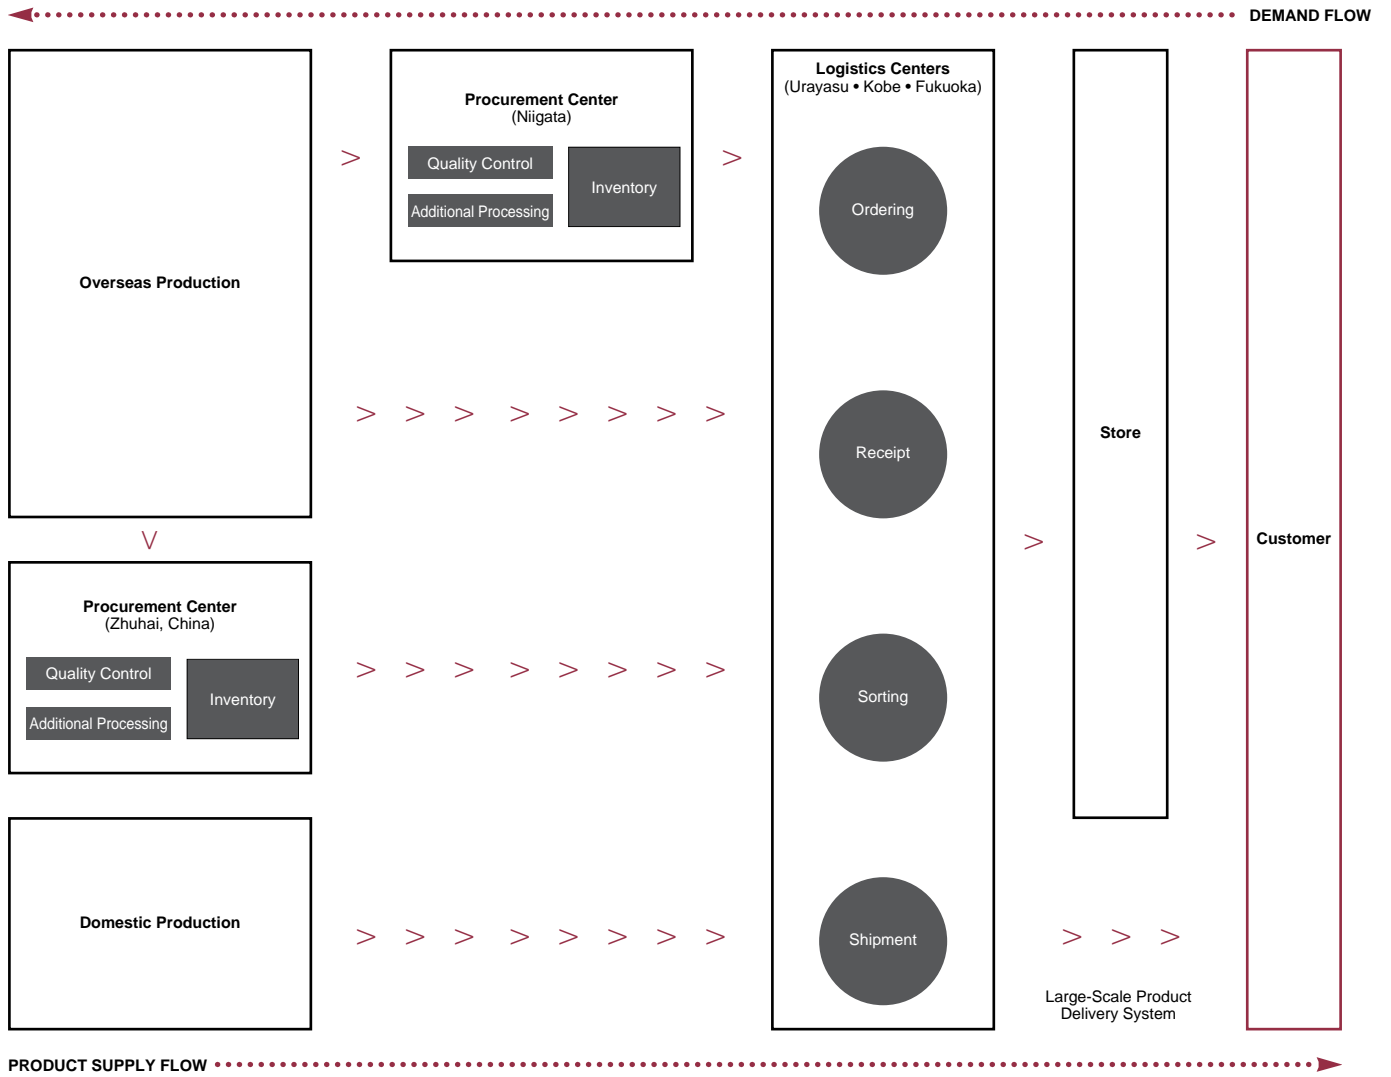 DEMAND FLOW
Overseas Production
Procurement Center
(Niigata)
Quality Control
Additional Processing
Inventory
Logistics Centers
(Urayasu • Kobe • Fukuoka)
Ordering
Receipt
Sorting
Shipment
Store
Customer
Procurement Center
(Zhuhai, China)
Quality Control
Additional Processing
Inventory
Domestic Production
Large-Scale Product
Delivery System
PRODUCT SUPPLY FLOW